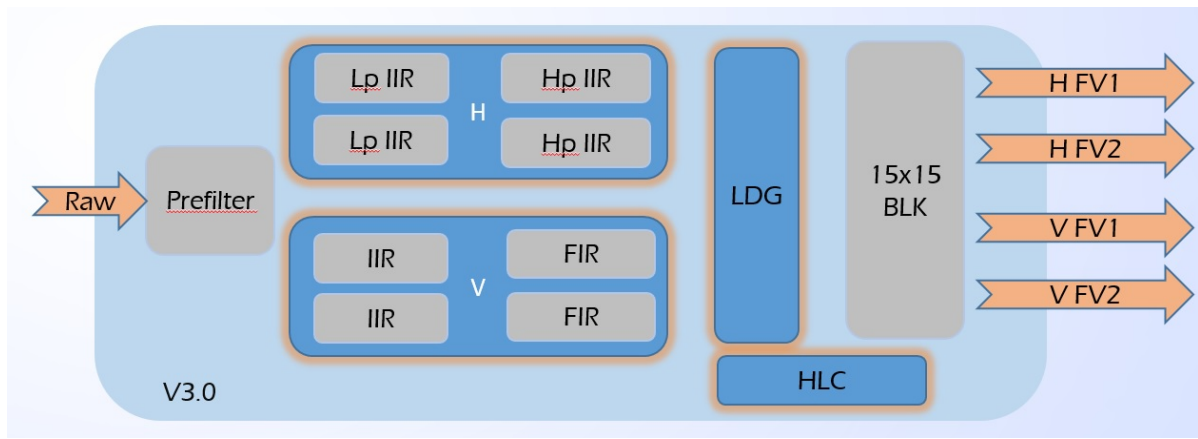 Raw
Prefilter
Lp IIR
Hp IIR
H
Lp IIR
Hp IIR
IIR
FIR
V
IIR
FIR
LDG
HLC
15x15
BLK
H FV1
H FV2
V FV1
V FV2
V3.0